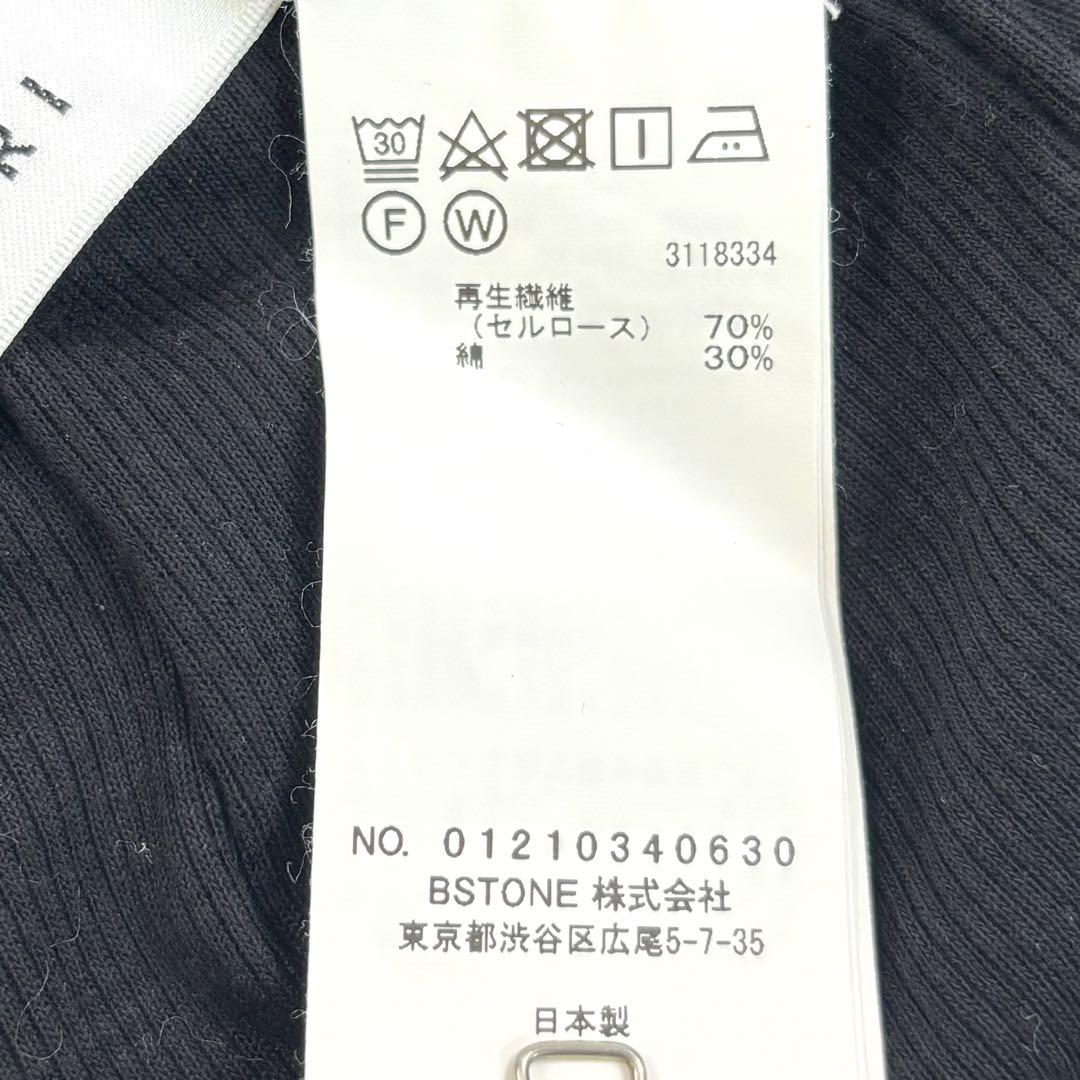 RI
30
F W
3118334
再生繊維
(セルロース) 70%
綿 30%
NO. 01210340630
BSTONE 株式会社
東京都渋谷区広尾5-7-35
日本製